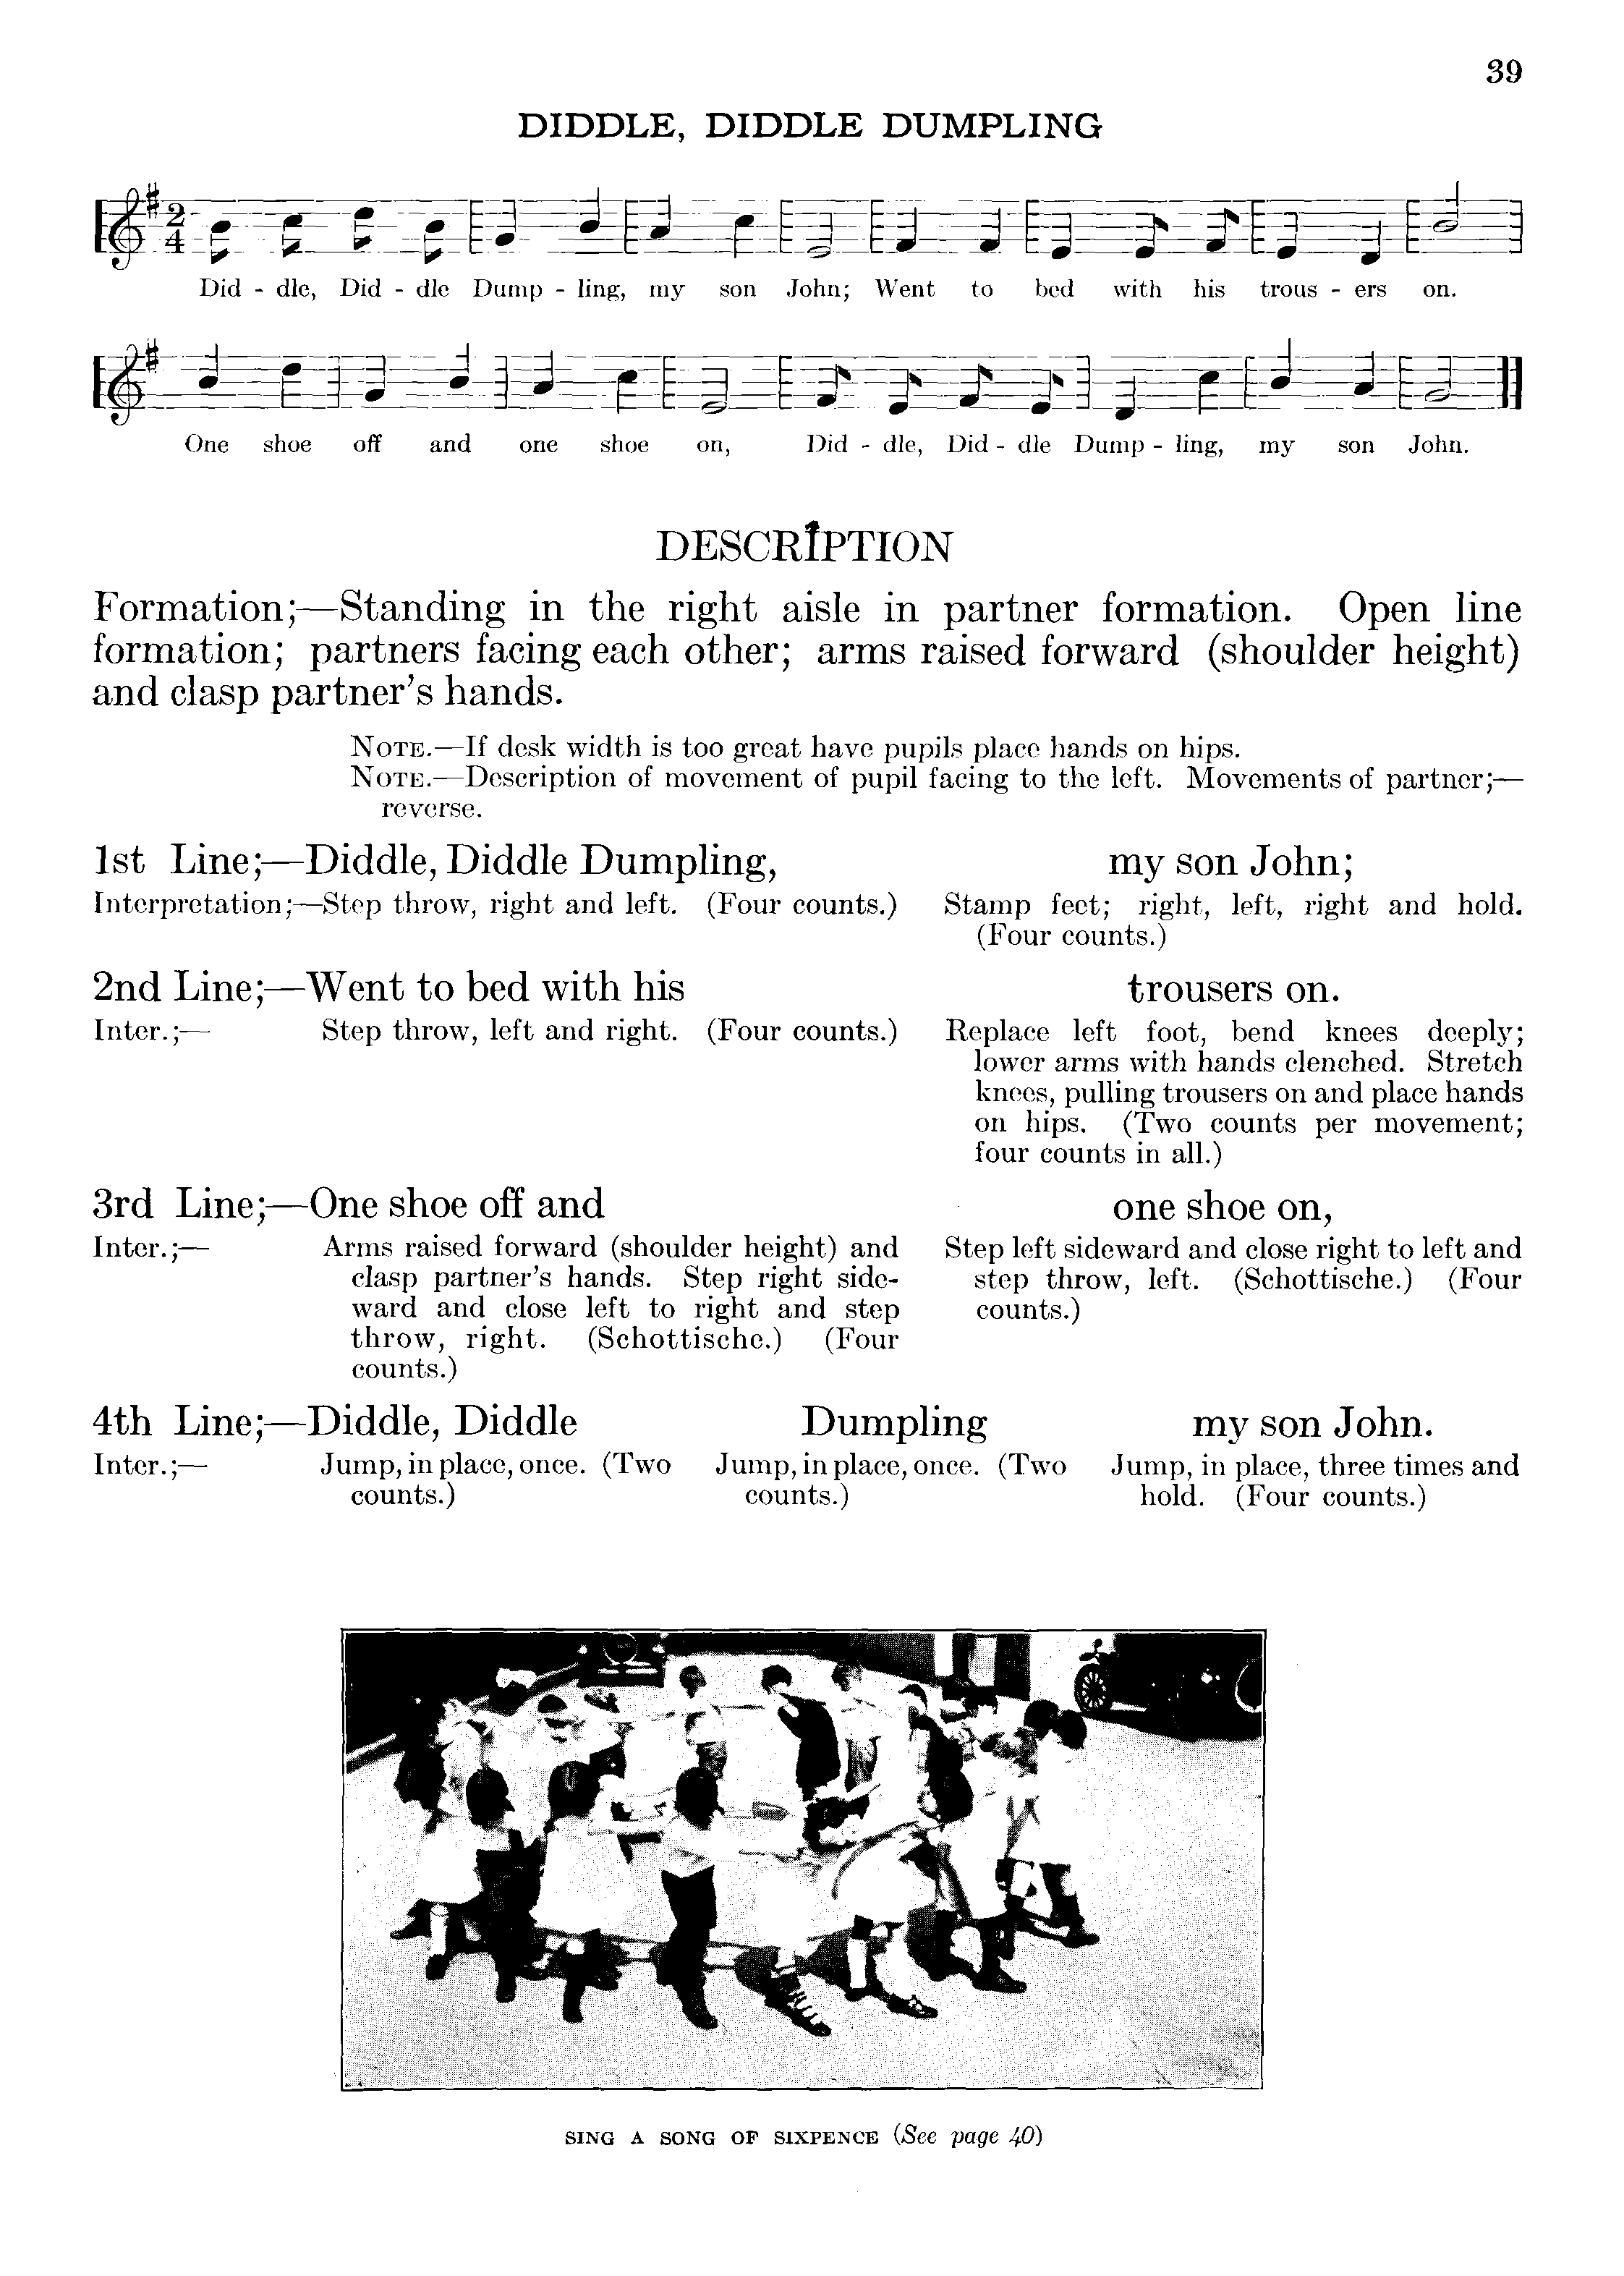 39
DIDDLE, DIDDLE DUMPLING
2
4
Did - dle, Did - dle Dump - ling, my son John; Went to bed with his trous - ers on.
One shoe off and one shoe on, Did - dle, Did - dle Dump - ling, my son John.
DESCRIPTION
Formation;—Standing in the right aisle in partner formation. Open line
formation; partners facing each other; arms raised forward (shoulder height)
and clasp partner's hands.
NOTE.—If desk width is too great have pupils place hands on hips.
NOTE.—Description of movement of pupil facing to the left. Movements of partner;—
reverse.
1st Line;—Diddle, Diddle Dumpling, my son John;
Interpretation;—Step throw, right and left. (Four counts.)
Stamp feet; right, left, right and hold.
(Four counts.)
2nd Line;—Went to bed with his trousers on.
Inter.;— Step throw, left and right. (Four counts.)
Replace left foot, bend knees deeply;
lower arms with hands clenched. Stretch
knees, pulling trousers on and place hands
on hips. (Two counts per movement;
four counts in all.)
3rd Line;—One shoe off and one shoe on,
Inter.;— Arms raised forward (shoulder height) and
clasp partner's hands. Step right side-
ward and close left to right and step
throw, right. (Schottische.) (Four
counts.)
Step left sideward and close right to left and
step throw, left. (Schottische.) (Four
counts.)
4th Line;—Diddle, Diddle Dumpling my son John.
Inter.;— Jump, in place, once. (Two
counts.)
Jump, in place, once. (Two
counts.)
Jump, in place, three times and
hold. (Four counts.)
SING A SONG OF SIXPENCE (See page 40)